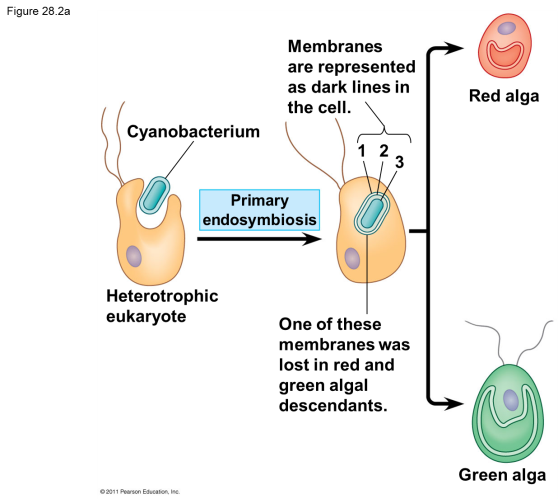 Figure 28.2a
Membranes
are represented
as dark lines in
the cell.
Red alga
Cyanobacterium
1 2
3
Primary
endosymbiosis
Heterotrophic
eukaryote
One of these
membranes was
lost in red and
green algal
descendants.
Green alga
© 2011 Pearson Education, Inc.